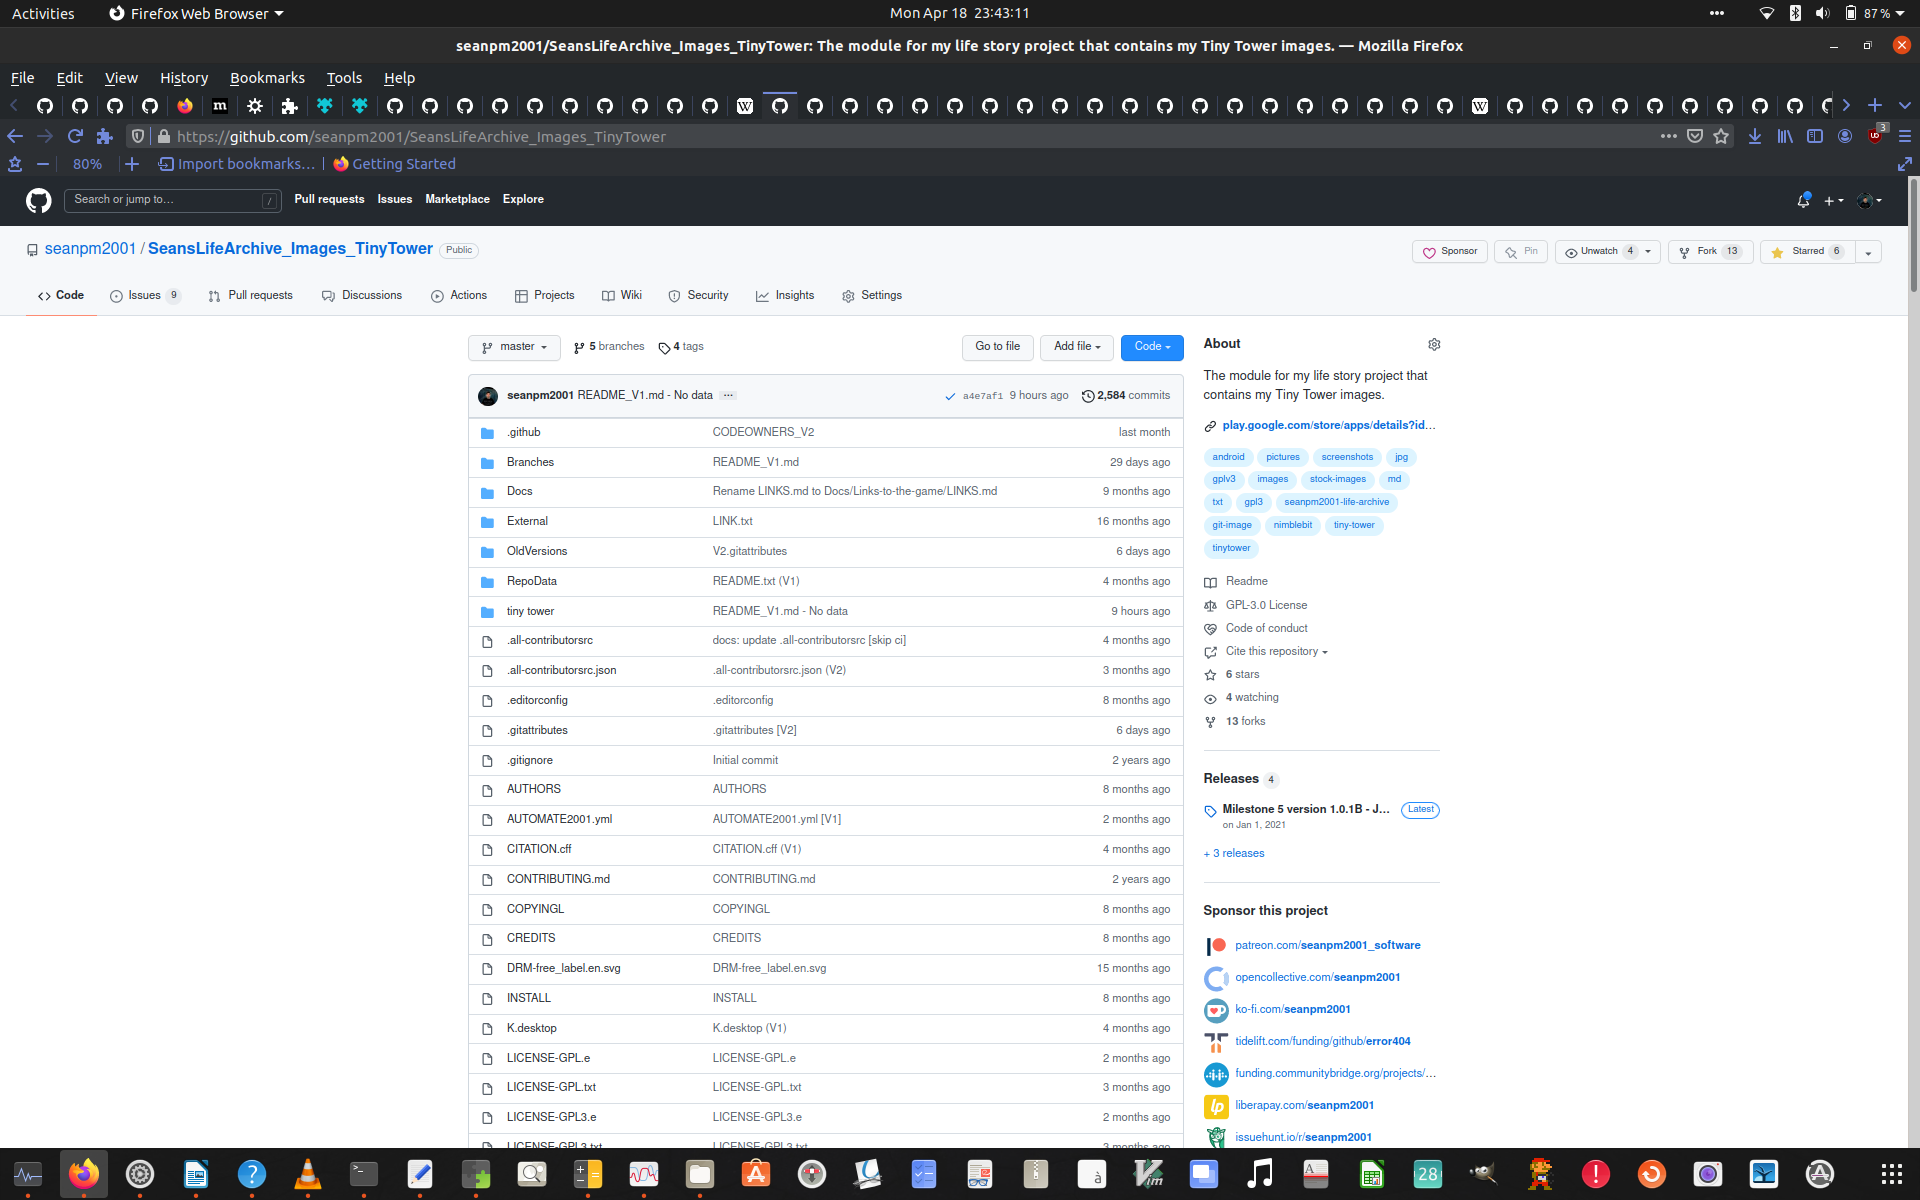 Activities Firefox Web Browser Mon Apr 18 23:43:11 87%
seanpm2001/SeansLifeArchive_Images_TinyTower: The module for my life story project that contains my Tiny Tower images. — Mozilla Firefox
File Edit View History Bookmarks Tools Help
https://github.com/seanpm2001/SeansLifeArchive_Images_TinyTower 3
80% Import bookmarks… Getting Started
Search or jump to… / Pull requests Issues Marketplace Explore
seanpm2001 / SeansLifeArchive_Images_TinyTower Public Sponsor Pin Unwatch 4 Fork 13 Starred 6
Code Issues 9 Pull requests Discussions Actions Projects Wiki Security Insights Settings
master 5 branches 4 tags Go to file Add file Code
seanpm2001 README_V1.md - No data ... a4e7af1 9 hours ago 2,584 commits
.github CODEOWNERS_V2 last month
Branches README_V1.md 29 days ago
Docs Rename LINKS.md to Docs/Links-to-the-game/LINKS.md 9 months ago
External LINK.txt 16 months ago
OldVersions V2.gitattributes 6 days ago
RepoData README.txt (V1) 4 months ago
tiny tower README_V1.md - No data 9 hours ago
.all-contributorsrc docs: update .all-contributorsrc [skip ci] 4 months ago
.all-contributorsrc.json .all-contributorsrc.json (V2) 3 months ago
.editorconfig .editorconfig 8 months ago
.gitattributes .gitattributes [V2] 6 days ago
.gitignore Initial commit 2 years ago
AUTHORS AUTHORS 8 months ago
AUTOMATE2001.yml AUTOMATE2001.yml [V1] 2 months ago
CITATION.cff CITATION.cff (V1) 4 months ago
CONTRIBUTING.md CONTRIBUTING.md 2 years ago
COPYINGL COPYINGL 8 months ago
CREDITS CREDITS 8 months ago
DRM-free_label.en.svg DRM-free_label.en.svg 15 months ago
INSTALL INSTALL 8 months ago
K.desktop K.desktop (V1) 4 months ago
LICENSE-GPL.e LICENSE-GPL.e 2 months ago
LICENSE-GPL.txt LICENSE-GPL.txt 3 months ago
LICENSE-GPL3.e LICENSE-GPL3.e 2 months ago
LICENSE-GPL3.txt LICENSE-GPL3.txt 3 months ago
About
The module for my life story project that
contains my Tiny Tower images.
play.google.com/store/apps/details?id…
android pictures screenshots jpg
gplv3 images stock-images md
txt gpl3 seanpm2001-life-archive
git-image nimblebit tiny-tower
tinytower
Readme
GPL-3.0 License
Code of conduct
Cite this repository
6 stars
4 watching
13 forks
Releases 4
Milestone 5 version 1.0.1B - J… Latest
on Jan 1, 2021
+ 3 releases
Sponsor this project
patreon.com/seanpm2001_software
opencollective.com/seanpm2001
ko-fi.com/seanpm2001
tidelift.com/funding/github/error404
funding.communitybridge.org/projects/…
liberapay.com/seanpm2001
issuehunt.io/r/seanpm2001
28